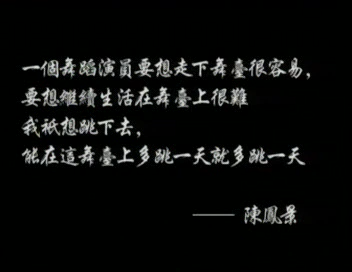 一個舞蹈演員要想走下舞臺很容易,
要想繼續生活在舞臺上很難
我祇想跳下去,
能在這舞臺上多跳一天就多跳一天
—— 陳鳳景